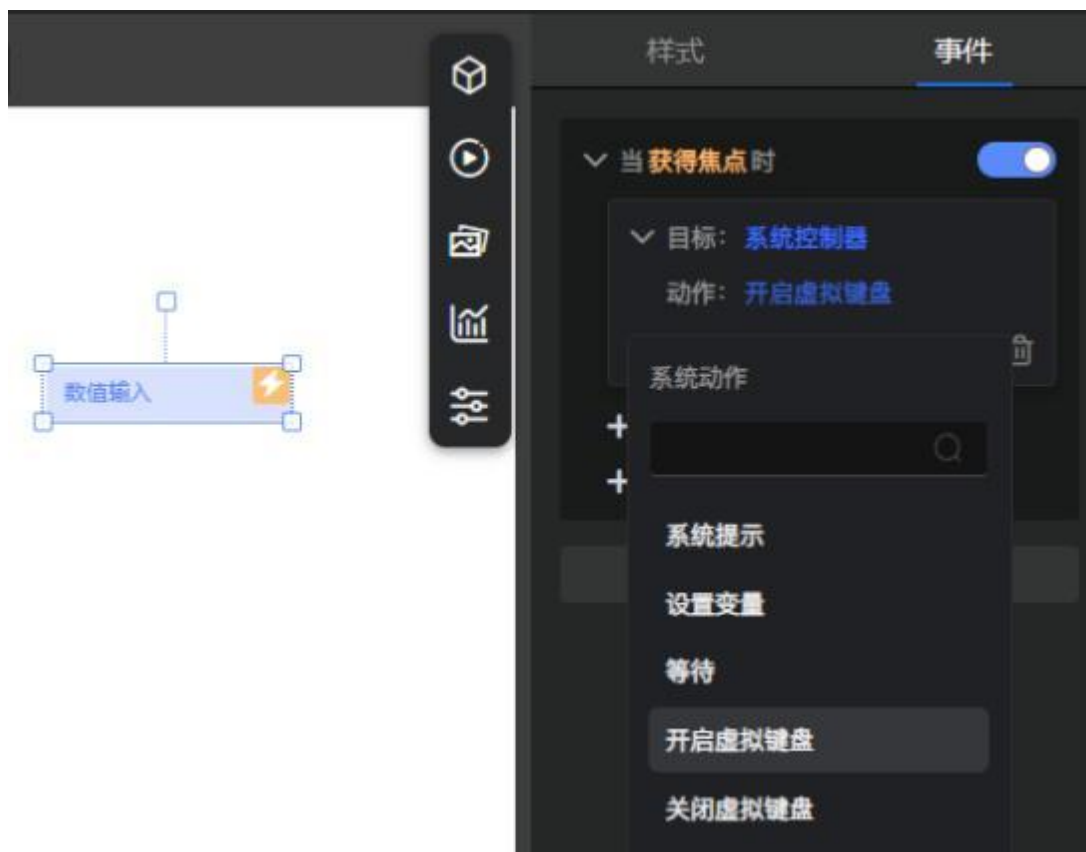 样式
事件
当获得焦点时
目标：系统控制器
动作：开启虚拟键盘
数值输入
系统动作
系统提示
设置变量
等待
开启虚拟键盘
关闭虚拟键盘